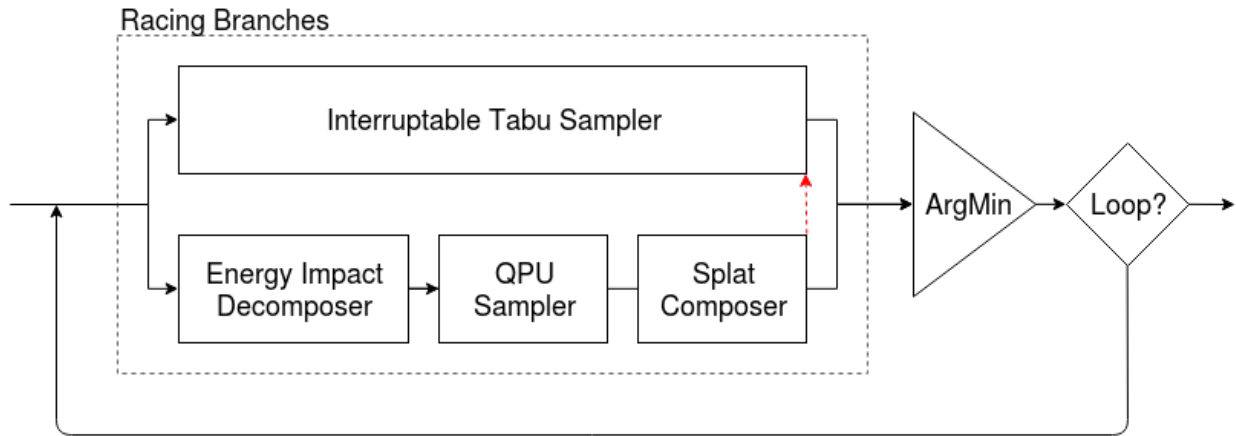 Racing Branches
Interruptable Tabu Sampler
Energy Impact
Decomposer
QPU
Sampler
Splat
Composer
ArgMin
Loop?